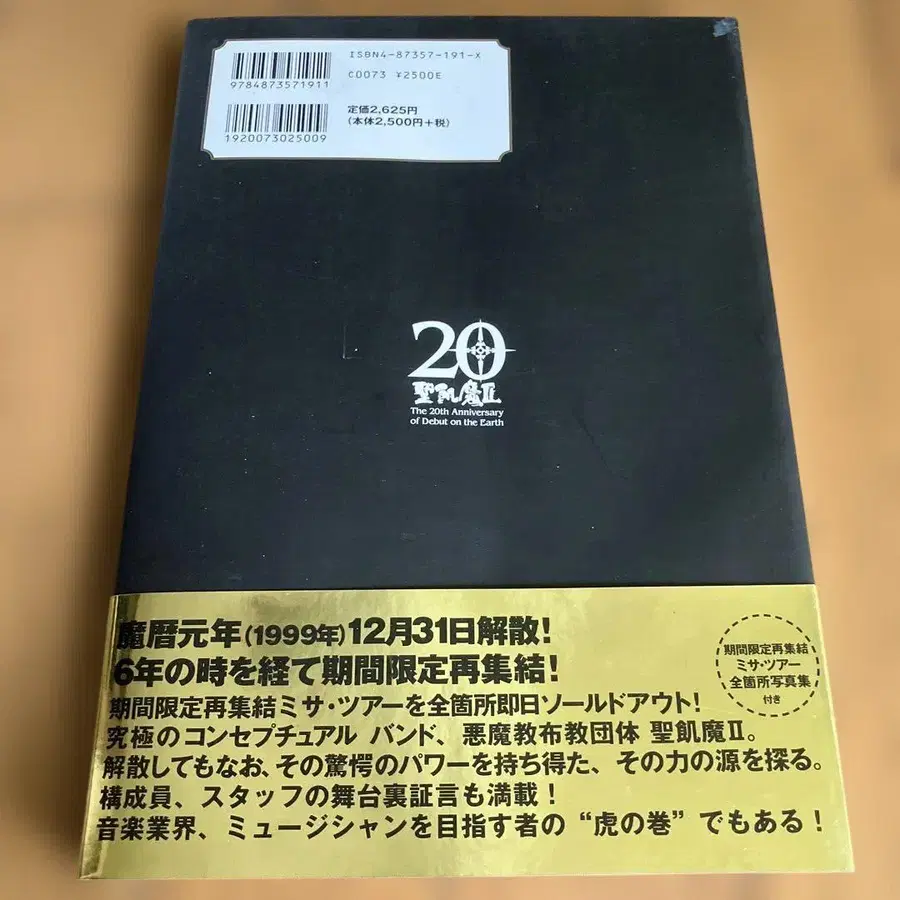 ISBN4-87357-191-X
C0073 ¥2500E
9784873571911
定価2,625円
(本体2,500円+税)
1920073025009
20
聖飢魔II
The 20th Anniversary
of Debut on the Earth
魔暦元年(1999年)12月31日解散!
6年の時を経て期間限定再集結!
期間限定再集結ミサ・ツアーを全箇所即日ソールドアウト!
究極のコンセプチュアル バンド、悪魔教布教団体 聖飢魔II。
解散してもなお、その驚愕のパワーを持ち得た、その力の源を探る。
構成員、スタッフの舞台裏証言も満載!
音楽業界、ミュージシャンを目指す者の “虎の巻” でもある!
期間限定再集結
ミサ・ツアー
全箇所写真集
付き